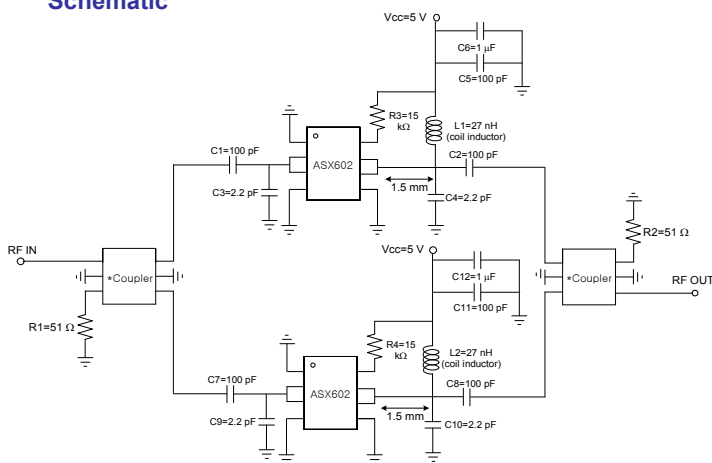 Schematic
Vcc=5 V
C6=1 µF
C5=100 pF
R3=15
kΩ
L1=27 nH
(coil inductor)
C1=100 pF
ASX602
C2=100 pF
C3=2.2 pF
1.5 mm
C4=2.2 pF
RF IN
*Coupler
R1=51 Ω
Vcc=5 V
R2=51 Ω
*Coupler
RF OUT
C12=1 µF
C11=100 pF
R4=15
kΩ
L2=27 nH
(coil inductor)
C7=100 pF
ASX602
C8=100 pF
C9=2.2 pF
1.5 mm
C10=2.2 pF